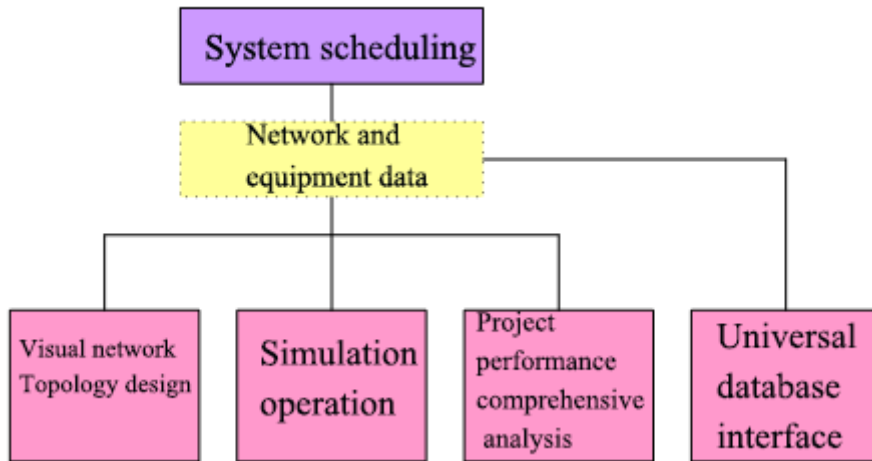 System scheduling
Network and
equipment data
Visual network
Topology design
Simulation
operation
Project
performance
comprehensive
analysis
Universal
database
interface